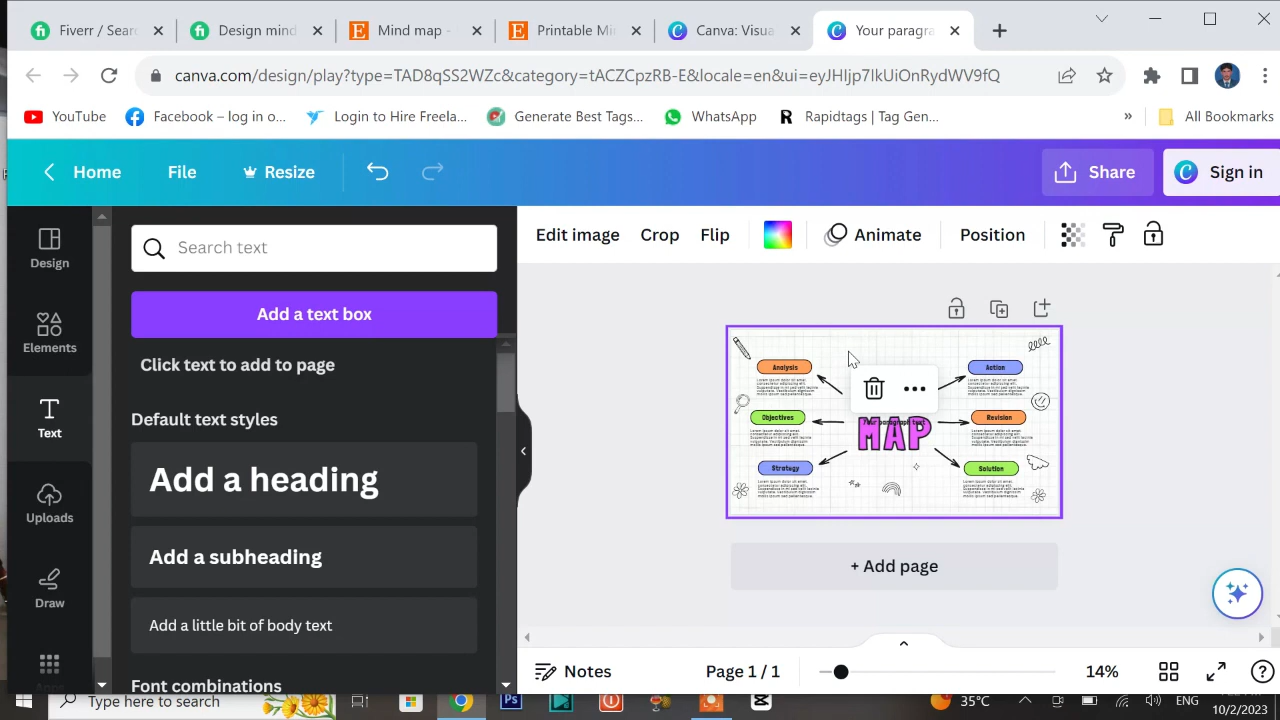 Fiverr / Sear
Design mind
Mind map -
Printable Mi
Canva: Visua
Your paragra
canva.com/design/play?type=TAD8qSS2WZc&category=tACZCpzRB-E&locale=en&ui=eyJHIjp7IkUiOnRydWV9fQ
YouTube
Facebook – log in o...
Login to Hire Freela...
Generate Best Tags...
WhatsApp
Rapidtags | Tag Gen...
»
All Bookmarks
Home
File
Resize
Share
Sign in
Design
Elements
Text
Uploads
Draw
Search text
Add a text box
Click text to add to page
Default text styles
Add a heading
Add a subheading
Add a little bit of body text
Font combinations
Edit image
Crop
Flip
Animate
Position
Analysis
Action
Objectives
Your paragraph text
MAP
Revision
Strategy
Solution
+ Add page
Notes
Page 1 / 1
14%
Type here to search
35°C
ENG
10/2/2023